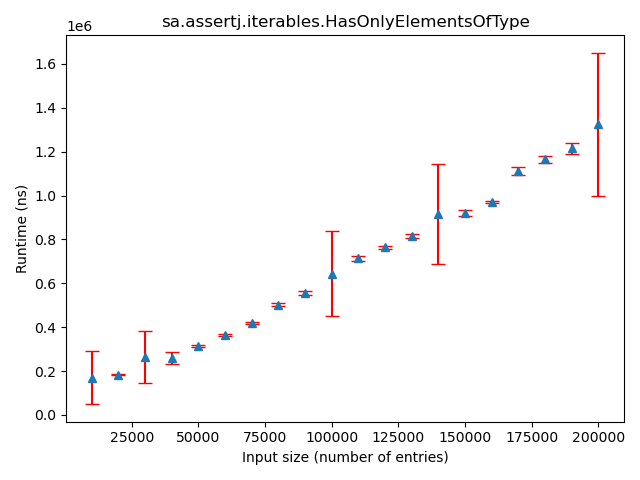 sa.assertj.iterables.HasOnlyElementsOfType
1e6
1.6
1.4
1.2
1.0
0.8
0.6
0.4
0.2
0.0
Runtime (ns)
25000 50000 75000 100000 125000 150000 175000 200000
Input size (number of entries)